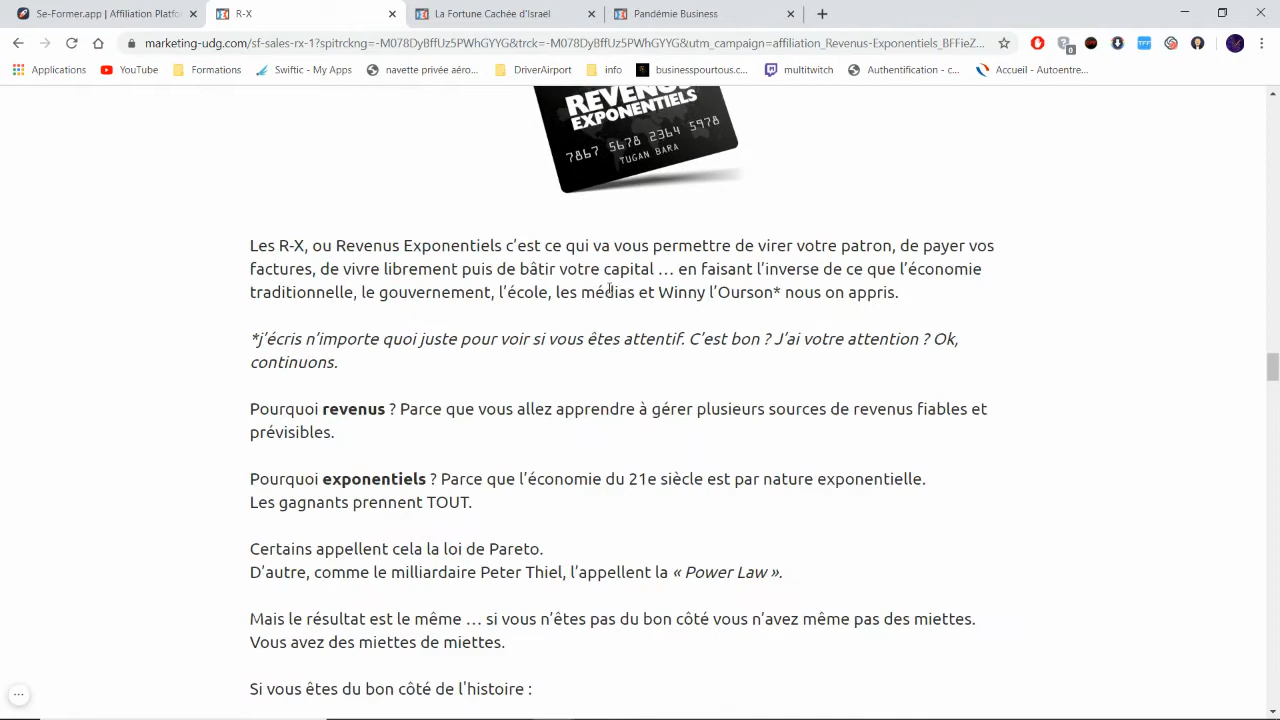 Se-Former.app | Affiliation Platfo
R-X
La Fortune Cachée d'Israël
Pandémie Business
marketing-udg.com/sf-sales-rx-1?spitrckng=-M078DyBffUz5PWhGYYG&trck=-M078DyBffUz5PWhGYYG&utm_campaign=affiliation_Revenus-Exponentiels_BFFieZ...
0
TFF
Applications
YouTube
Formations
Swiftic - My Apps
navette privée aéro...
DriverAirport
info
businesspourtous.c...
multitwitch
Authentification - c...
Accueil - Autoentre...
REVENUS
EXPONENTIELS
7867 5678 2364 5978
TUGAN BARA
Les R-X, ou Revenus Exponentiels c'est ce qui va vous permettre de virer votre patron, de payer vos
factures, de vivre librement puis de bâtir votre capital … en faisant l'inverse de ce que l'économie
traditionnelle, le gouvernement, l'école, les médias et Winny l'Ourson* nous on appris.
*j'écris n'importe quoi juste pour voir si vous êtes attentif. C'est bon ? J'ai votre attention ? Ok,
continuons.
Pourquoi revenus ? Parce que vous allez apprendre à gérer plusieurs sources de revenus fiables et
prévisibles.
Pourquoi exponentiels ? Parce que l'économie du 21e siècle est par nature exponentielle.
Les gagnants prennent TOUT.
Certains appellent cela la loi de Pareto.
D'autre, comme le milliardaire Peter Thiel, l'appellent la « Power Law ».
Mais le résultat est le même … si vous n'êtes pas du bon côté vous n'avez même pas des miettes.
Vous avez des miettes de miettes.
Si vous êtes du bon côté de l'histoire :